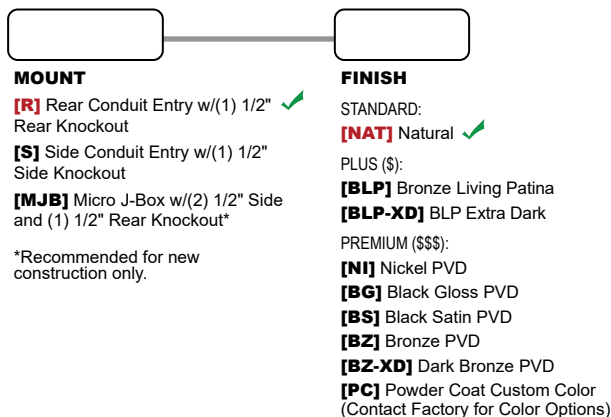 MOUNT
[R] Rear Conduit Entry w/(1) 1/2"
Rear Knockout
[S] Side Conduit Entry w/(1) 1/2"
Side Knockout
[MJB] Micro J-Box w/(2) 1/2" Side
and (1) 1/2" Rear Knockout*
*Recommended for new
construction only.
FINISH
STANDARD:
[NAT] Natural
PLUS ($):
[BLP] Bronze Living Patina
[BLP-XD] BLP Extra Dark
PREMIUM ($$$):
[NI] Nickel PVD
[BG] Black Gloss PVD
[BS] Black Satin PVD
[BZ] Bronze PVD
[BZ-XD] Dark Bronze PVD
[PC] Powder Coat Custom Color
(Contact Factory for Color Options)